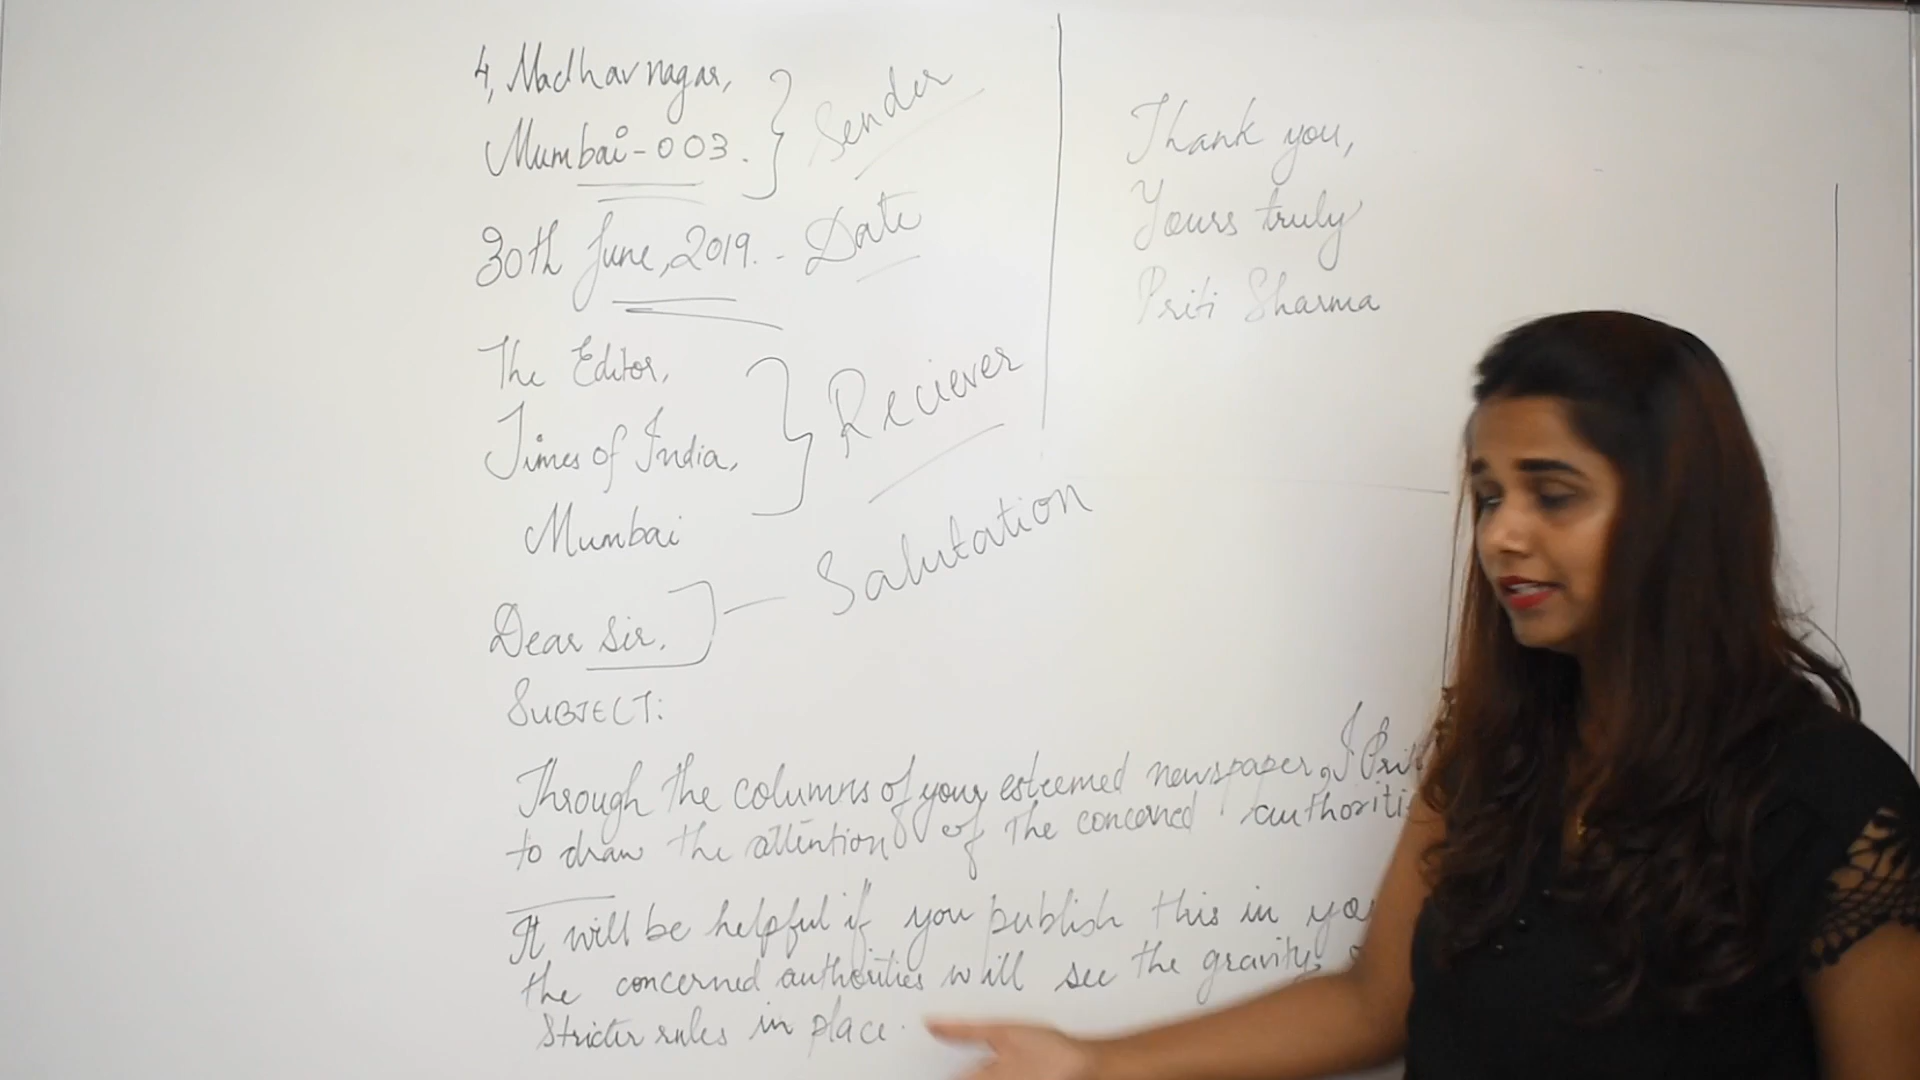 4, Madhavnagar,
Mumbai-003.
Sender
30th June, 2019. - Date
The Editor,
Times of India,
Mumbai
Reciever
Dear Sir,
Salutation
SUBJECT:
Through the columns of your esteemed newspaper, I
to draw the attention of the concerned authoriti
It will be helpful if you publish this in
the concerned authorities will see the gravity
stricter rules in place.
Thank you,
Yours truly
Priti Sharma